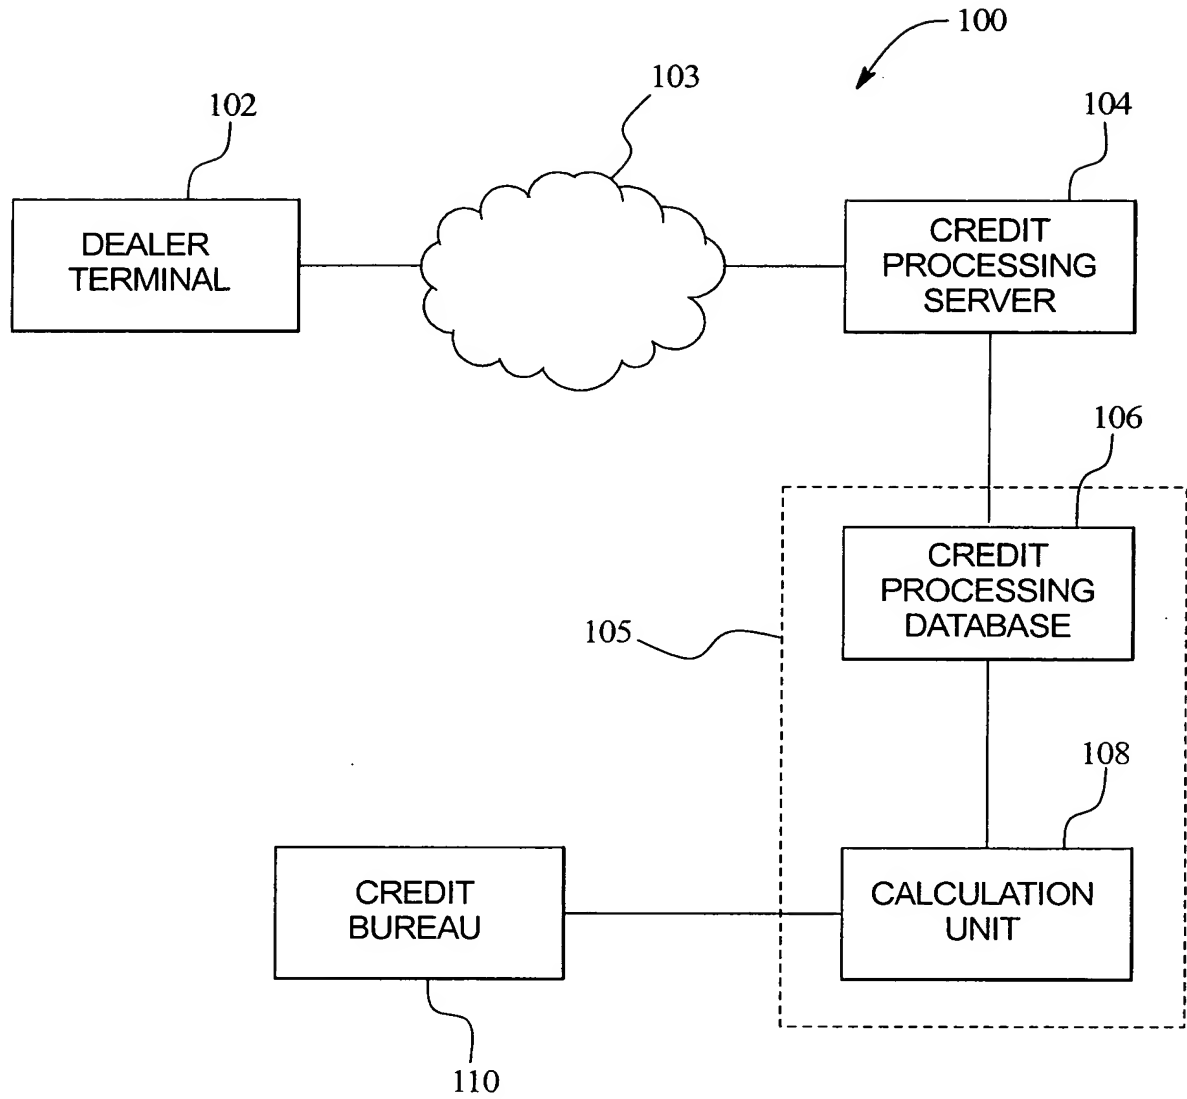 100
103
102
104
DEALER
TERMINAL
CREDIT
PROCESSING
SERVER
106
CREDIT
PROCESSING
DATABASE
105
108
CREDIT
BUREAU
CALCULATION
UNIT
110